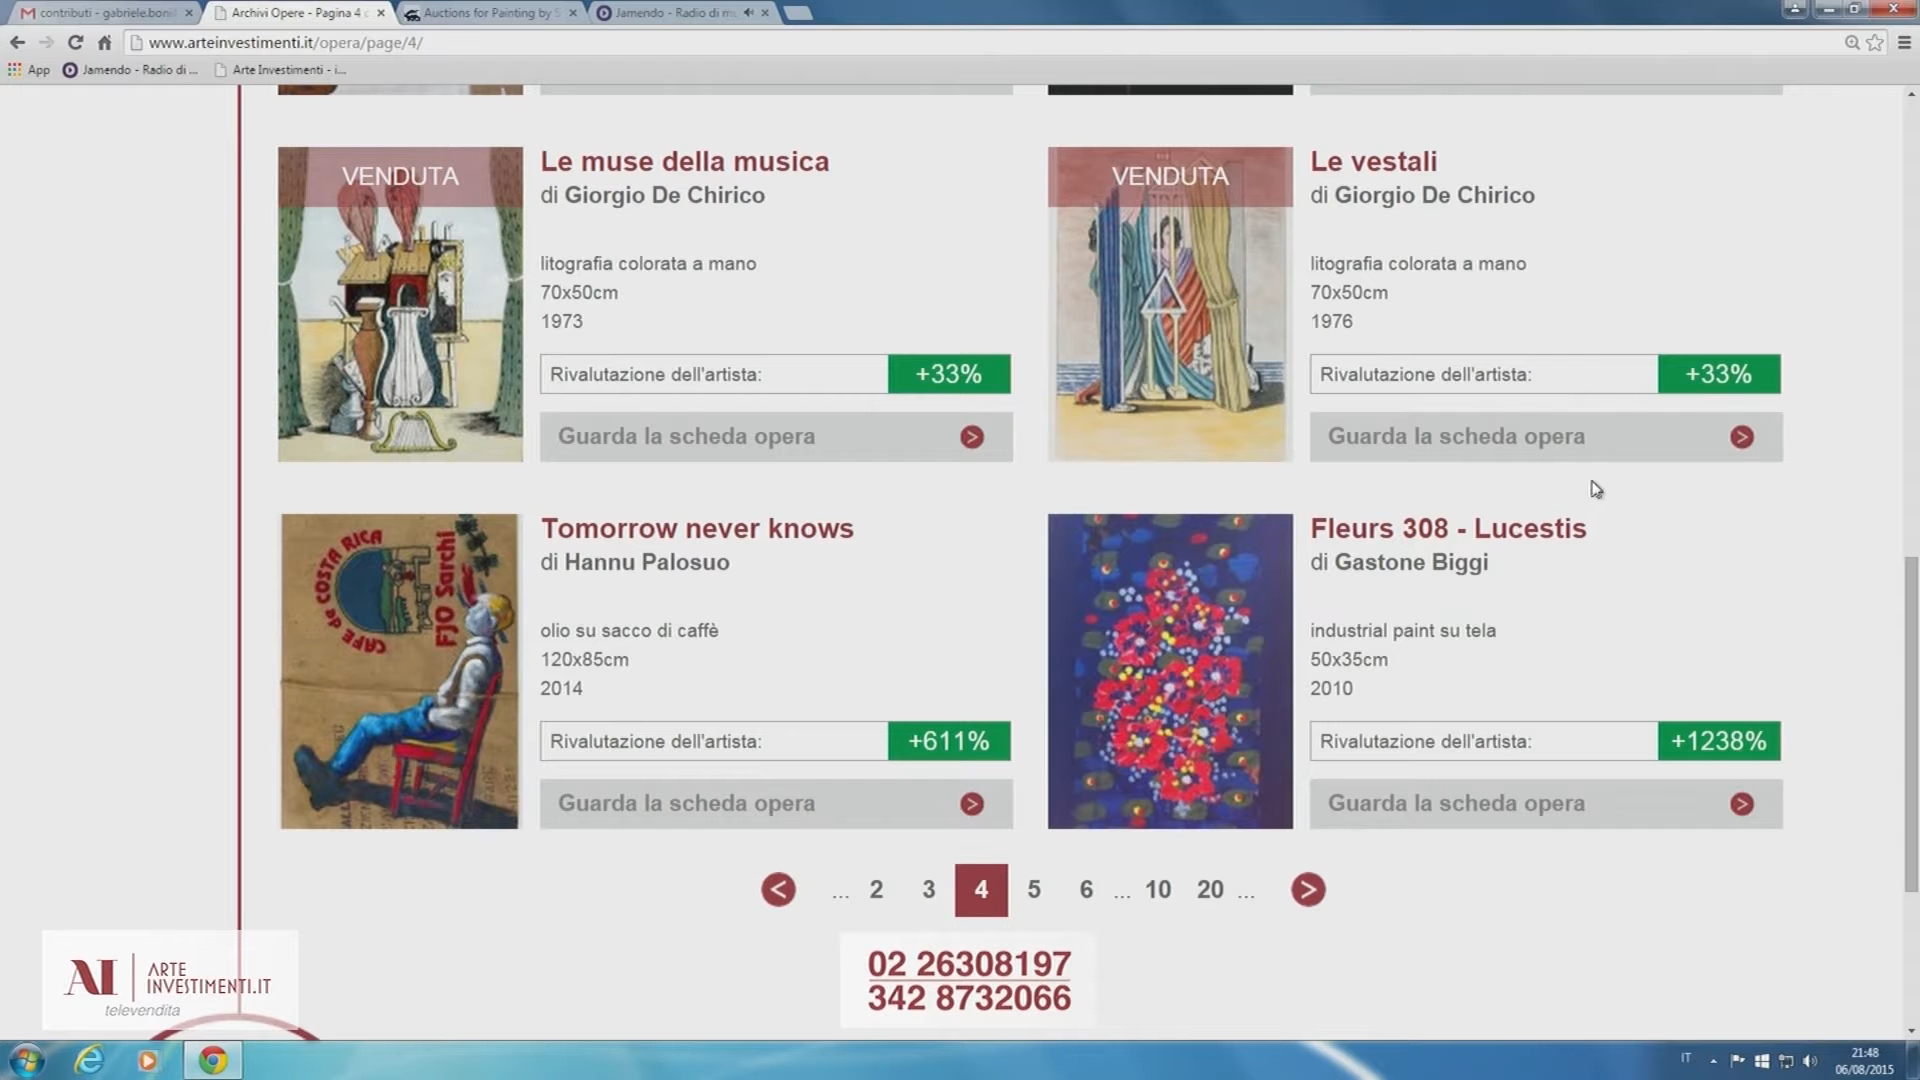 contributi - gabriele.bonil
Archivi Opere - Pagina 4 d
Auctions for Painting by S
Jamendo - Radio di mu
www.arteinvestimenti.it/opera/page/4/
App
Jamendo - Radio di ...
Arte Investimenti - i...
VENDUTA
Le muse della musica
di Giorgio De Chirico
litografia colorata a mano
70x50cm
1973
Rivalutazione dell'artista: +33%
Guarda la scheda opera >
VENDUTA
Le vestali
di Giorgio De Chirico
litografia colorata a mano
70x50cm
1976
Rivalutazione dell'artista: +33%
Guarda la scheda opera >
CAFE de COSTA RICA
FJO Sarchi
Tomorrow never knows
di Hannu Palosuo
olio su sacco di caffè
120x85cm
2014
Rivalutazione dell'artista: +611%
Guarda la scheda opera >
Fleurs 308 - Lucestis
di Gastone Biggi
industrial paint su tela
50x35cm
2010
Rivalutazione dell'artista: +1238%
Guarda la scheda opera >
< ... 2 3 4 5 6 ... 10 20 ... >
AI ARTE
INVESTIMENTI.IT
televendita
02 26308197
342 8732066
IT
21:48
06/08/2015